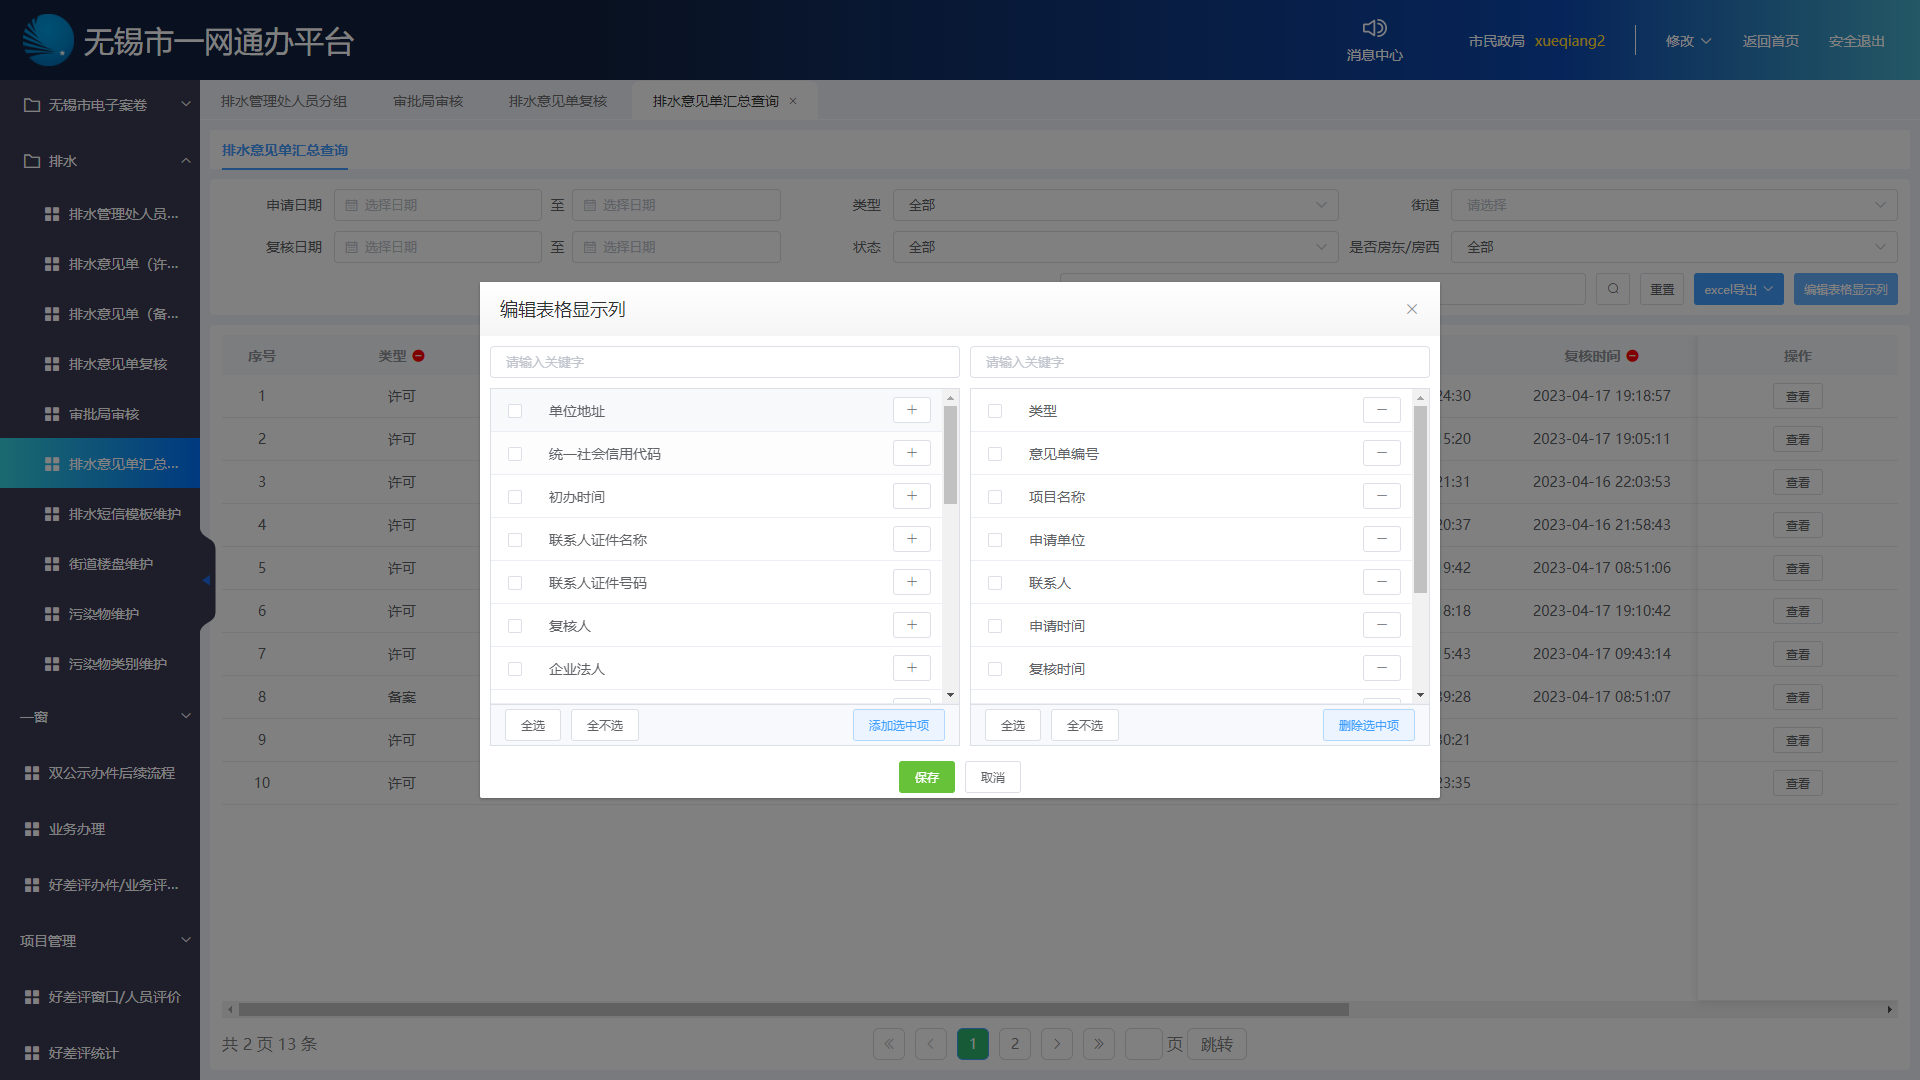 无锡市一网通办平台
消息中心
市民政局 xueqiang2
修改
返回首页
安全退出
无锡市电子案卷
排水
排水管理处人员...
排水意见单（许...
排水意见单（备...
排水意见单复核
审批局审核
排水意见单汇总...
排水短信模板维护
街道楼盘维护
污染物维护
污染物类别维护
一窗
双公示办件后续流程
业务办理
好差评办件/业务评...
项目管理
好差评窗口/人员评价
好差评统计
排水管理处人员分组
审批局审核
排水意见单复核
排水意见单汇总查询
排水意见单汇总查询
申请日期 选择日期 至 选择日期 类型 全部 街道 请选择
复核日期 选择日期 至 选择日期 状态 全部 是否房东/房西 全部
重置 excel导出 编辑表格显示列
序号 类型 复核时间 操作
1 许可 24:30 2023-04-17 19:18:57 查看
2 许可 5:20 2023-04-17 19:05:11 查看
3 许可 21:31 2023-04-16 22:03:53 查看
4 许可 20:37 2023-04-16 21:58:43 查看
5 许可 9:42 2023-04-17 08:51:06 查看
6 许可 8:18 2023-04-17 19:10:42 查看
7 许可 5:43 2023-04-17 09:43:14 查看
8 备案 39:28 2023-04-17 08:51:07 查看
9 许可 30:21 查看
10 许可 23:35 查看
共 2 页 13 条
1 2 页 跳转
编辑表格显示列
请输入关键字
单位地址
统一社会信用代码
初办时间
联系人证件名称
联系人证件号码
复核人
企业法人
全选 全不选 添加选中项
请输入关键字
类型
意见单编号
项目名称
申请单位
联系人
申请时间
复核时间
全选 全不选 删除选中项
保存 取消